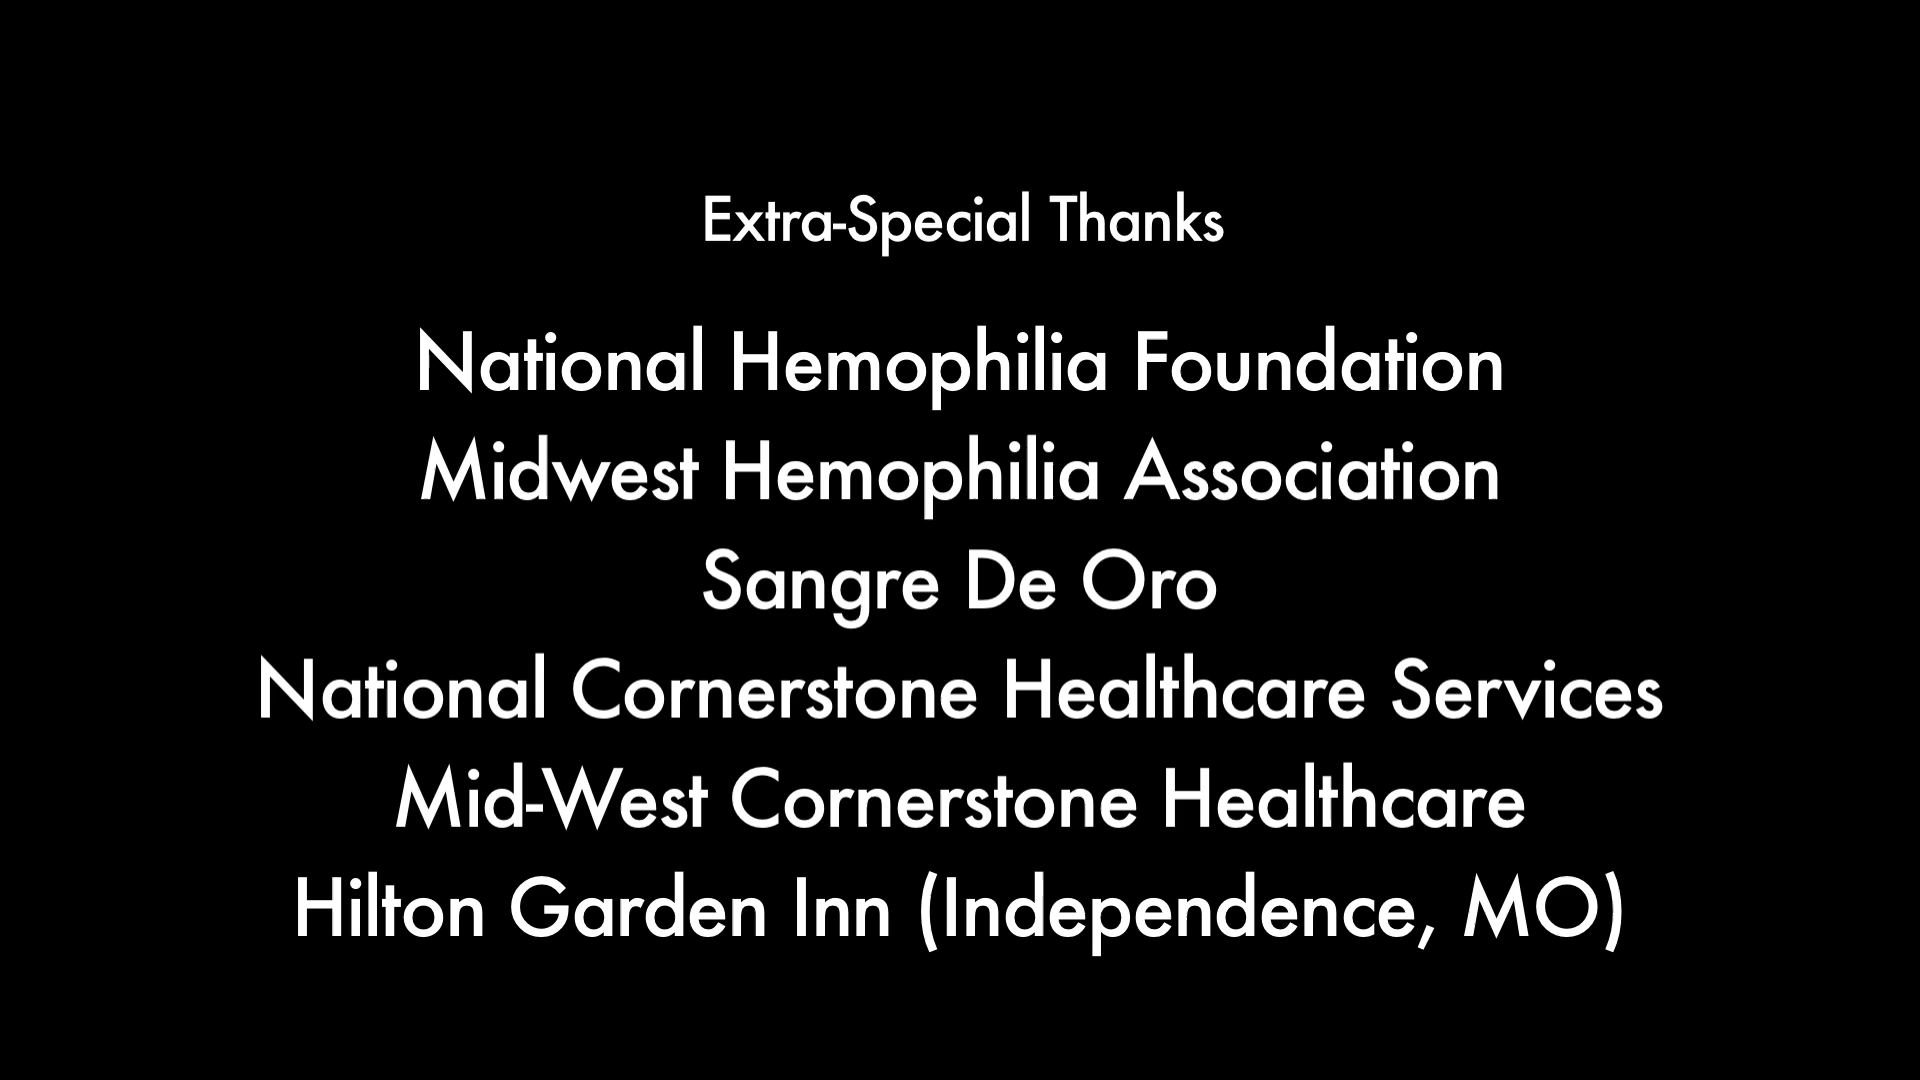 Extra-Special Thanks
National Hemophilia Foundation
Midwest Hemophilia Association
Sangre De Oro
National Cornerstone Healthcare Services
Mid-West Cornerstone Healthcare
Hilton Garden Inn (Independence, MO)